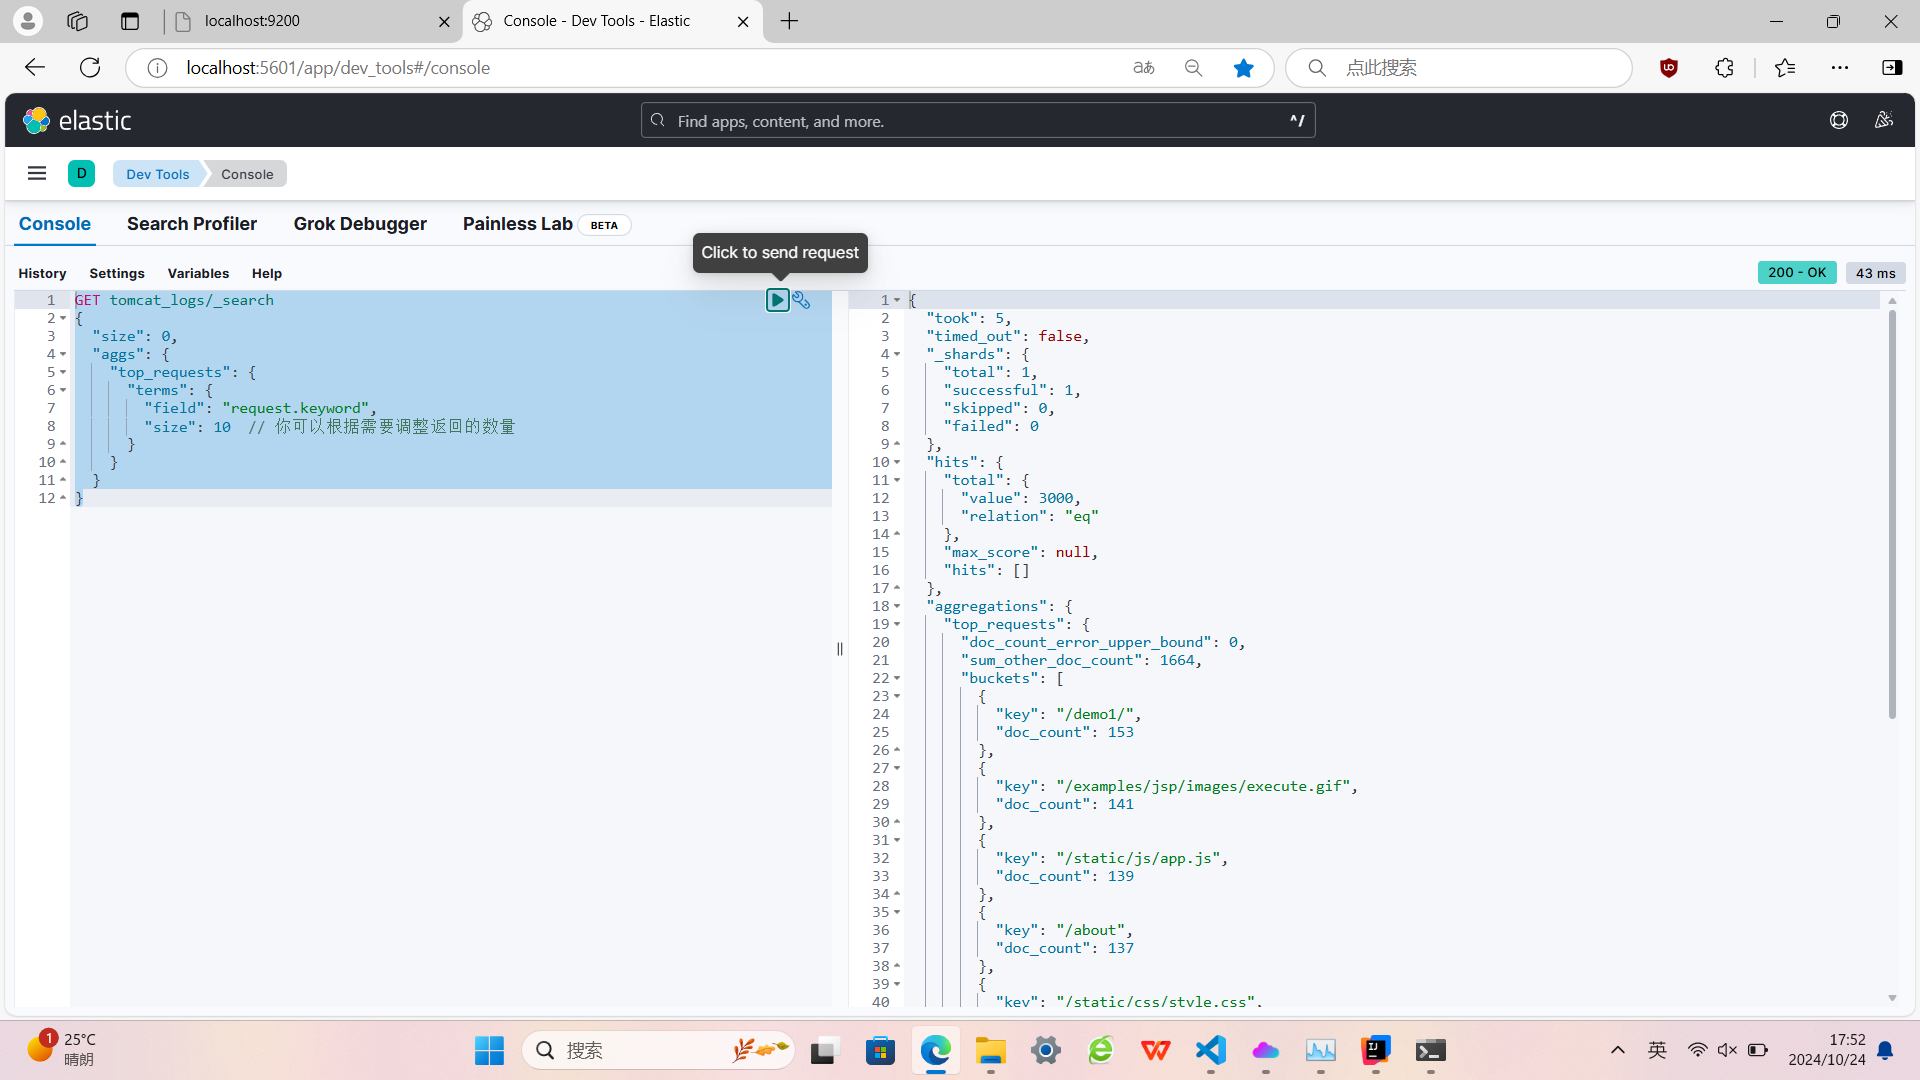 localhost:9200
Console - Dev Tools - Elastic
localhost:5601/app/dev_tools#/console
点此搜索
elastic
Find apps, content, and more.
^/
D
Dev Tools
Console
Console
Search Profiler
Grok Debugger
Painless Lab
BETA
Click to send request
History
Settings
Variables
Help
200 - OK
43 ms
1 GET tomcat_logs/_search
2 {
3 "size": 0,
4 "aggs": {
5 "top_requests": {
6 "terms": {
7 "field": "request.keyword",
8 "size": 10 // 你可以根据需要调整返回的数量
9 }
10 }
11 }
12 }
1 {
2 "took": 5,
3 "timed_out": false,
4 "_shards": {
5 "total": 1,
6 "successful": 1,
7 "skipped": 0,
8 "failed": 0
9 },
10 "hits": {
11 "total": {
12 "value": 3000,
13 "relation": "eq"
14 },
15 "max_score": null,
16 "hits": []
17 },
18 "aggregations": {
19 "top_requests": {
20 "doc_count_error_upper_bound": 0,
21 "sum_other_doc_count": 1664,
22 "buckets": [
23 {
24 "key": "/demo1/",
25 "doc_count": 153
26 },
27 {
28 "key": "/examples/jsp/images/execute.gif",
29 "doc_count": 141
30 },
31 {
32 "key": "/static/js/app.js",
33 "doc_count": 139
34 },
35 {
36 "key": "/about",
37 "doc_count": 137
38 },
39 {
40 "key": "/static/css/style.css",
1
25°C
晴朗
搜索
英
17:52
2024/10/24